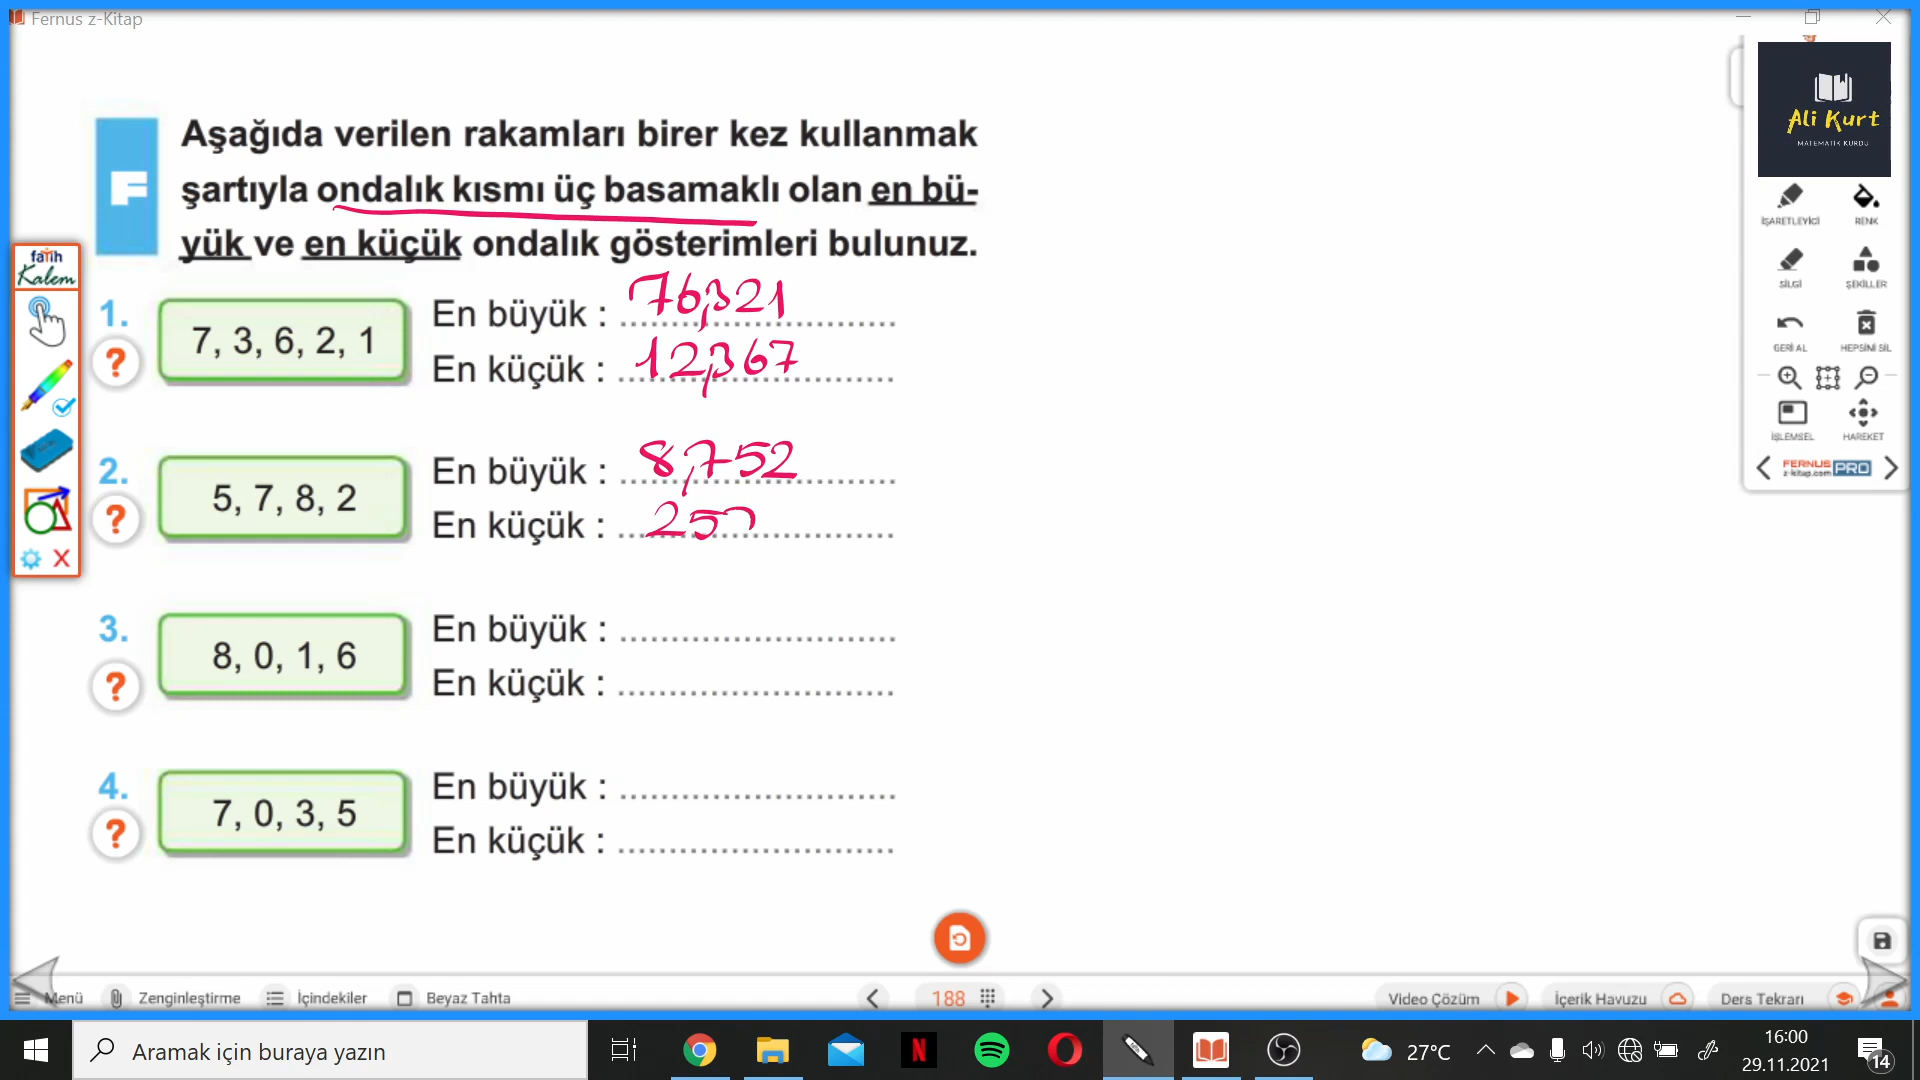 Fernus z-Kitap
Ali Kurt
MATEMATİK KURDU
Aşağıda verilen rakamları birer kez kullanmak
şartıyla ondalık kısmı üç basamaklı olan en bü-
yük ve en küçük ondalık gösterimleri bulunuz.
F
fatih
Kalem
1.
?
7, 3, 6, 2, 1
En büyük : 76,321
En küçük : 12,367
2.
?
5, 7, 8, 2
En büyük : 8,752
En küçük : 25
3.
?
8, 0, 1, 6
En büyük : ................................
En küçük : ................................
4.
?
7, 0, 3, 5
En büyük : ................................
En küçük : ................................
İŞARETLEYİCİ
RENK
SİLGİ
ŞEKİLLER
GERİ AL
HEPSİNİ SİL
İŞLEMSEL
HAREKET
FERNUS
z-kitap.com
PRO
Menü
Zenginleştirme
İçindekiler
Beyaz Tahta
188
Video Çözüm
İçerik Havuzu
Ders Tekrarı
Aramak için buraya yazın
N
27°C
16:00
29.11.2021
14